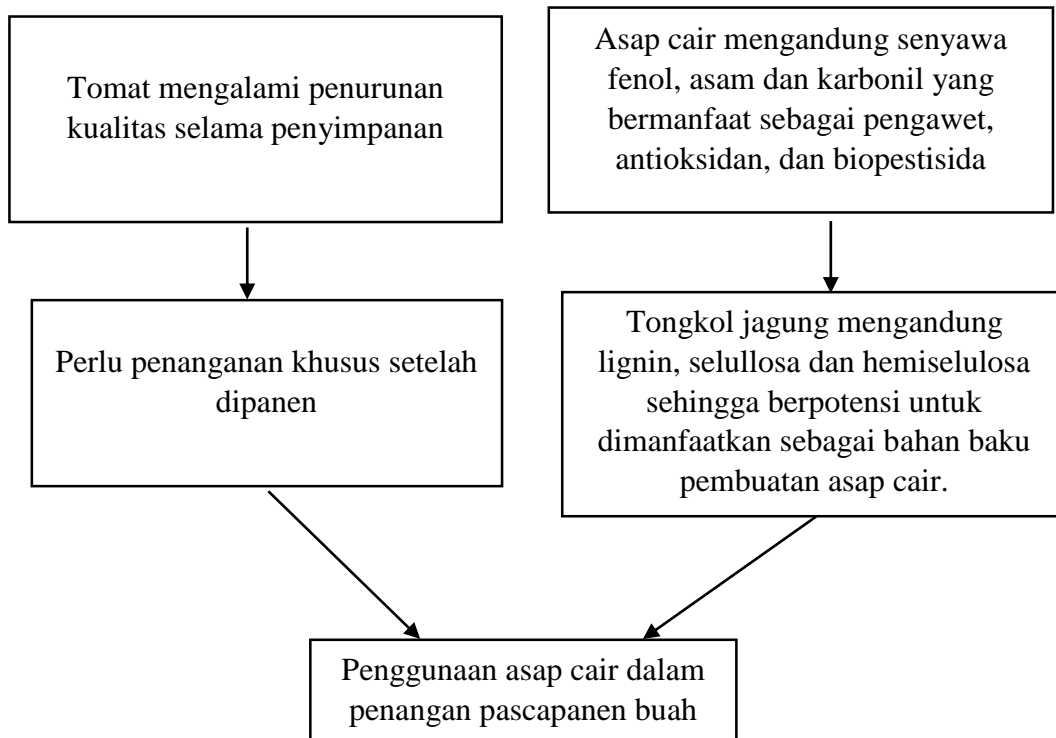 Tomat mengalami penurunan
kualitas selama penyimpanan
Asap cair mengandung senyawa
fenol, asam dan karbonil yang
bermanfaat sebagai pengawet,
antioksidan, dan biopestisida
Perlu penanganan khusus setelah
dipanen
Tongkol jagung mengandung
lignin, selullosa dan hemiselulosa
sehingga berpotensi untuk
dimanfaatkan sebagai bahan baku
pembuatan asap cair.
Penggunaan asap cair dalam
penangan pascapanen buah